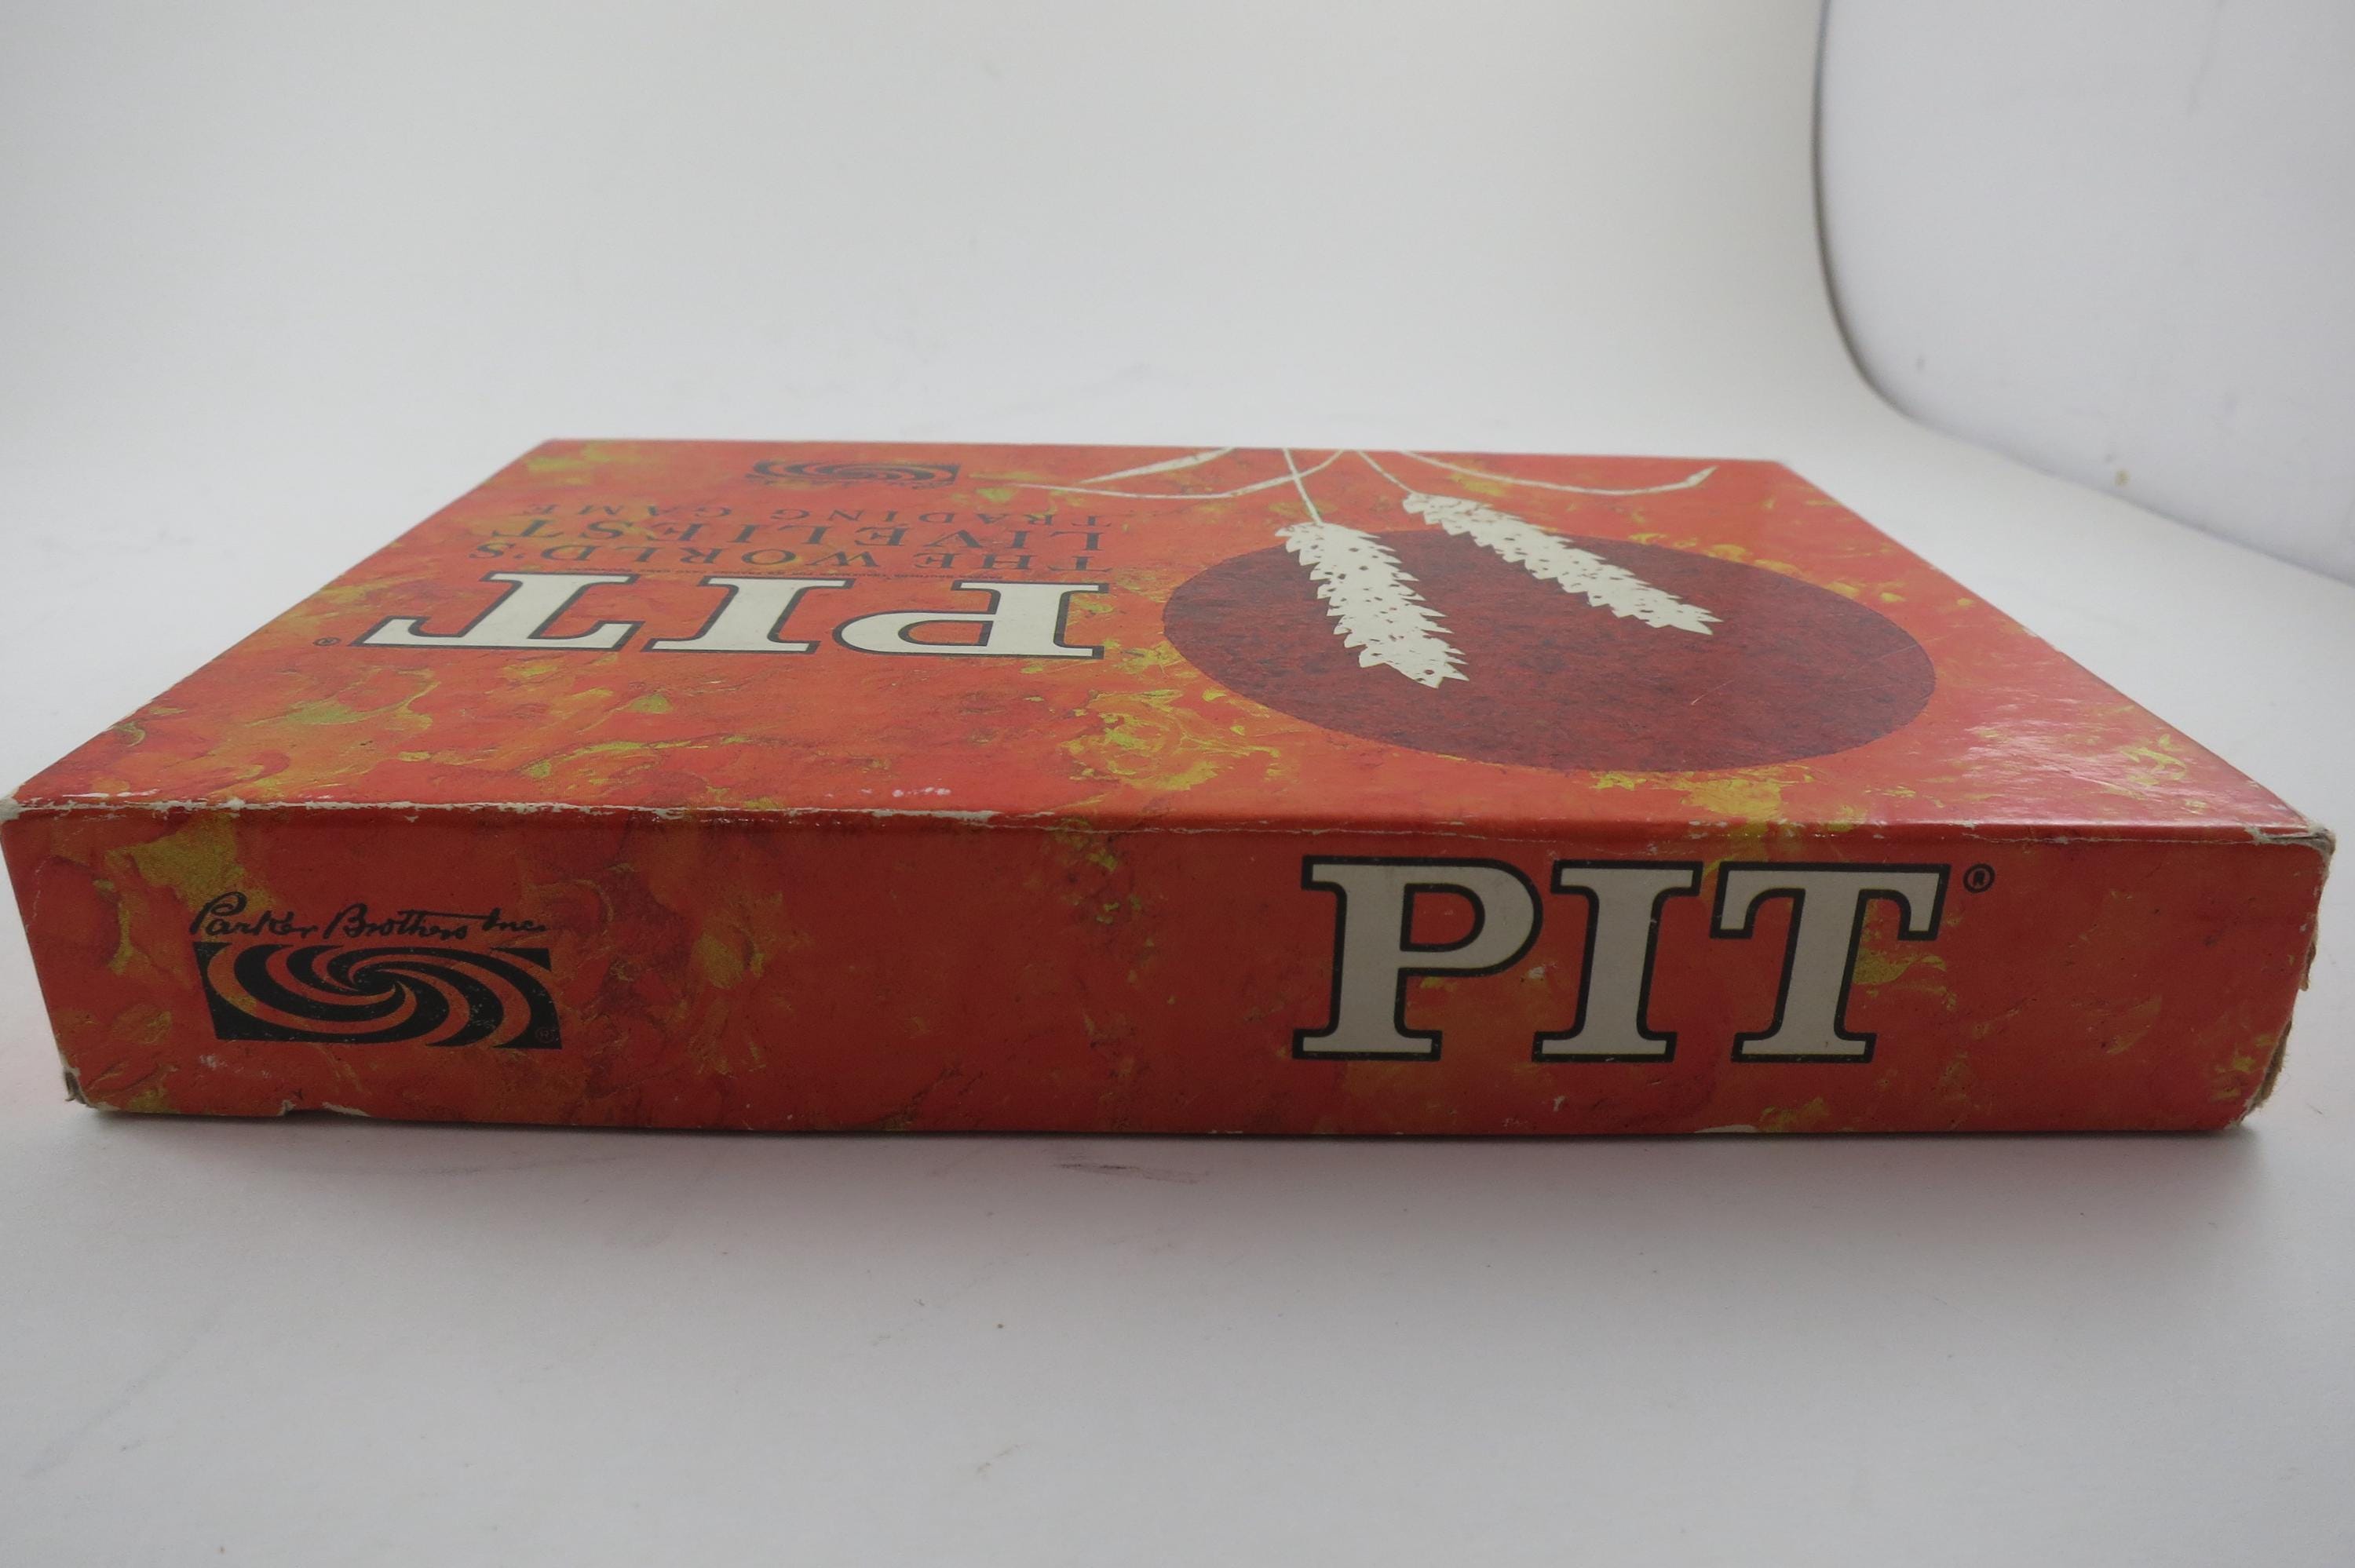 PIT®
THE WORLD'S
LIVELIEST
TRADING GAME
Parker Brothers Inc.
®
PIT®